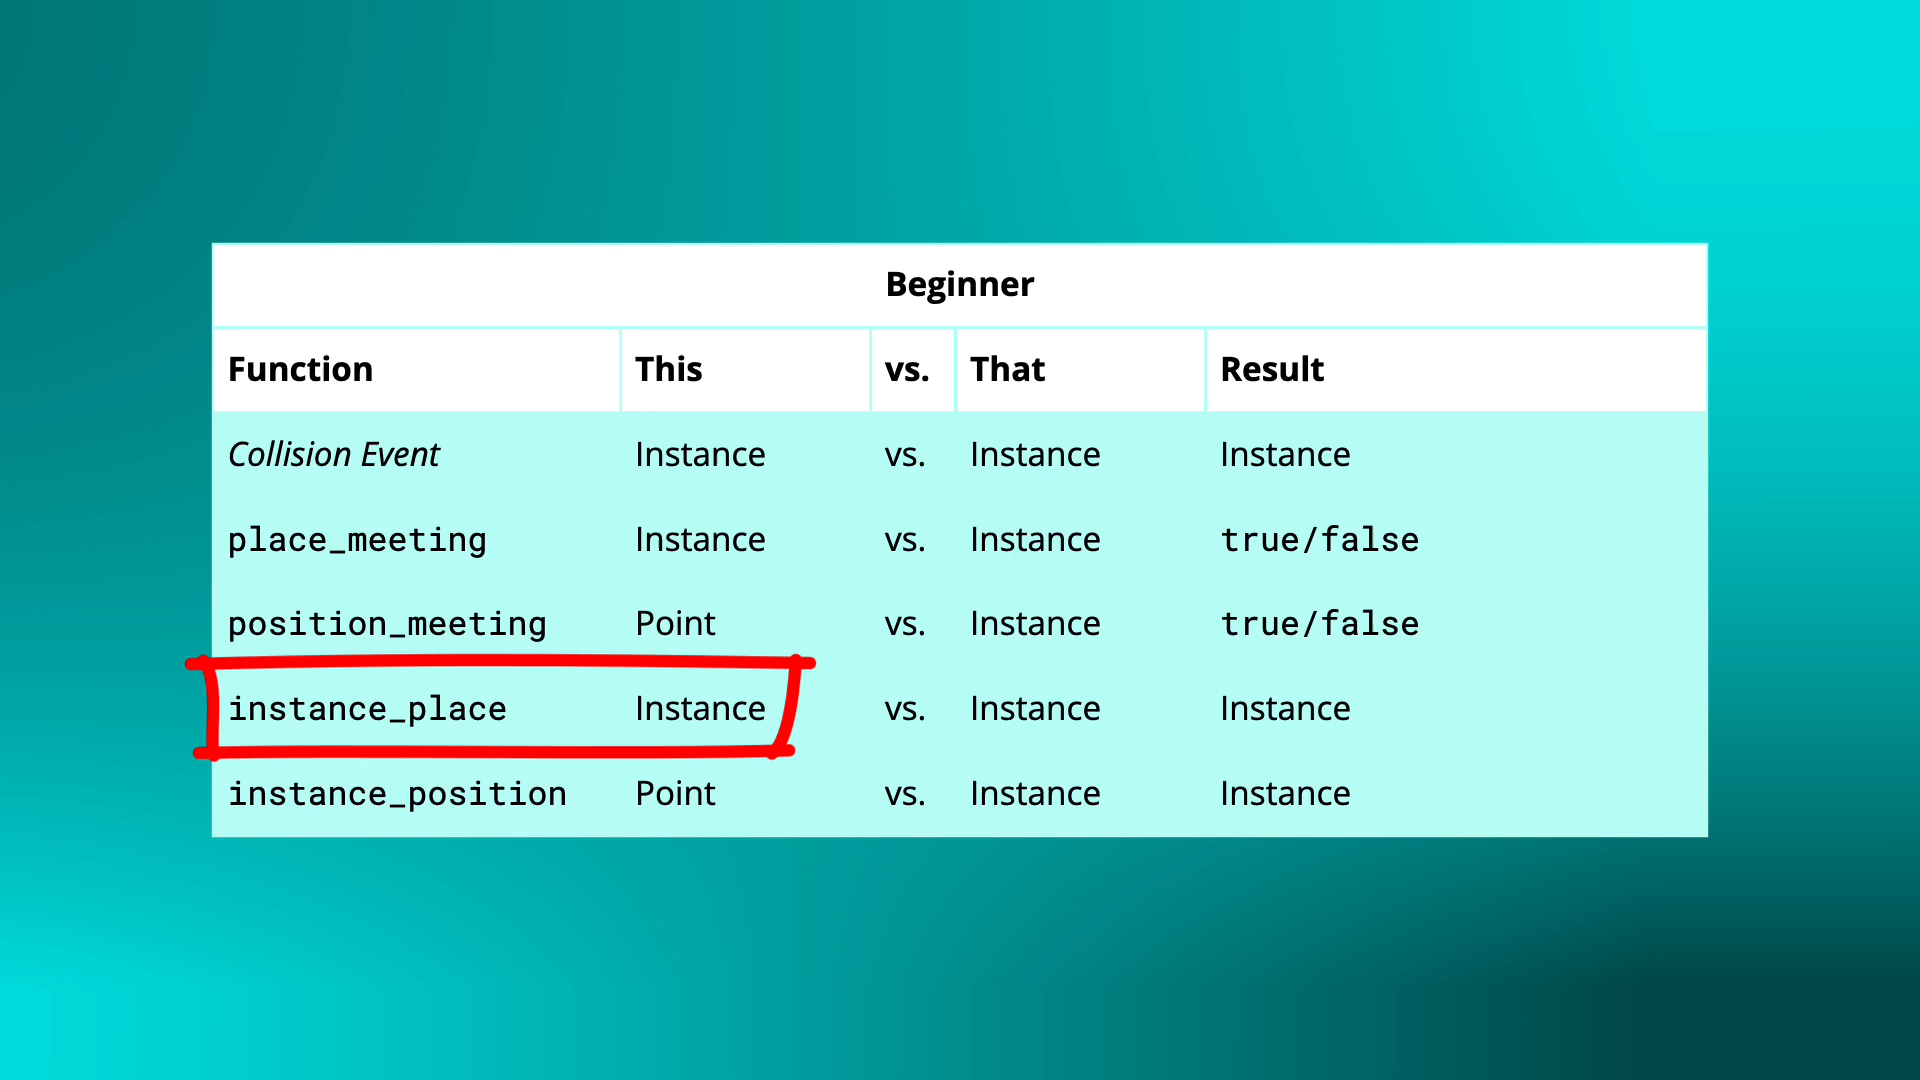 Beginner
Function This vs. That Result
Collision Event Instance vs. Instance Instance
place_meeting Instance vs. Instance true/false
position_meeting Point vs. Instance true/false
instance_place Instance vs. Instance Instance
instance_position Point vs. Instance Instance